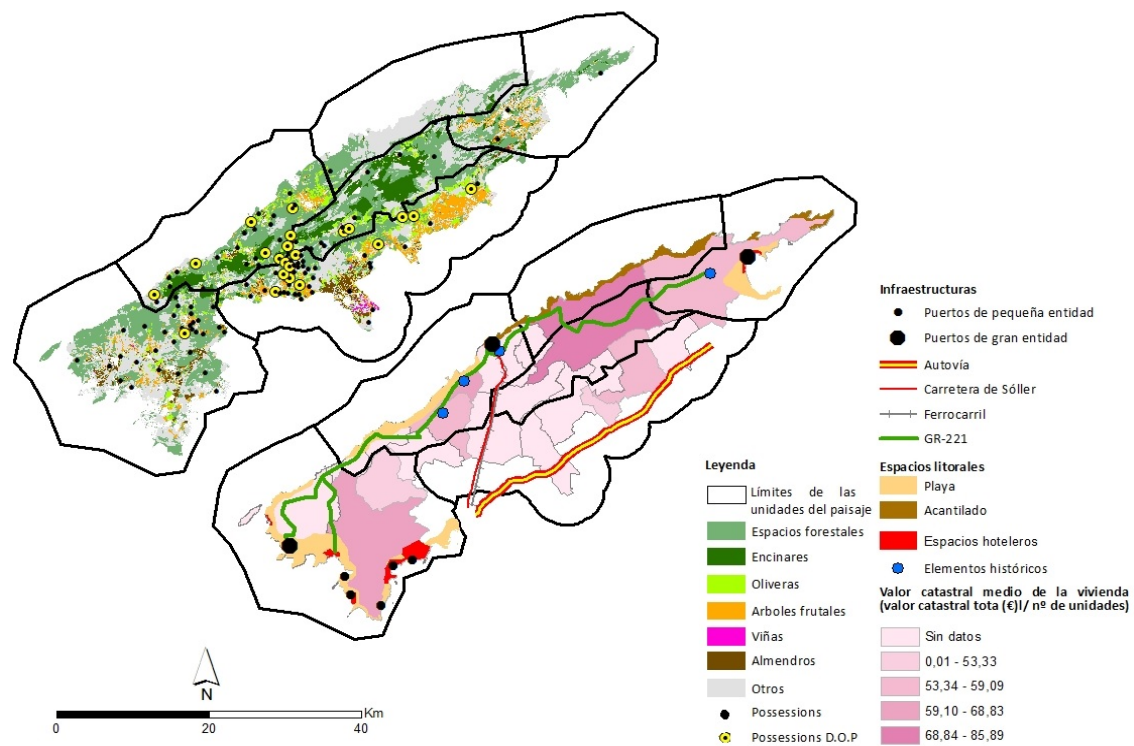 Infraestructuras
Puertos de pequeña entidad
Puertos de gran entidad
Autovía
Carretera de Sóller
Ferrocarril
GR-221
Espacios litorales
Playa
Acantilado
Espacios hoteleros
Elementos históricos
Valor catastral medio de la vivienda
(valor catastral tota (€)l/ nº de unidades)
Sin datos
0,01 - 53,33
53,34 - 59,09
59,10 - 68,83
68,84 - 85,89
Leyenda
Límites de las
unidades del paisaje
Espacios forestales
Encinares
Oliveras
Arboles frutales
Viñas
Almendros
Otros
Possessions
Possessions D.O.P
N
Km
0 20 40